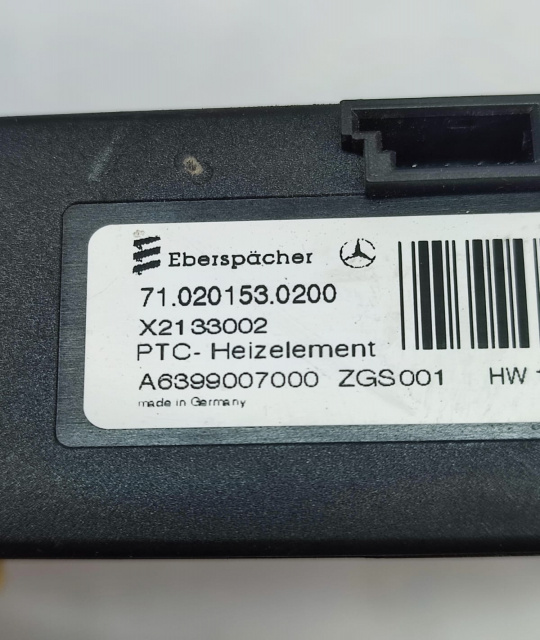 Eberspächer
71.020153.0200
X2133002
PTC- Heizelement
A6399007000 ZGS001 HW
made in Germany